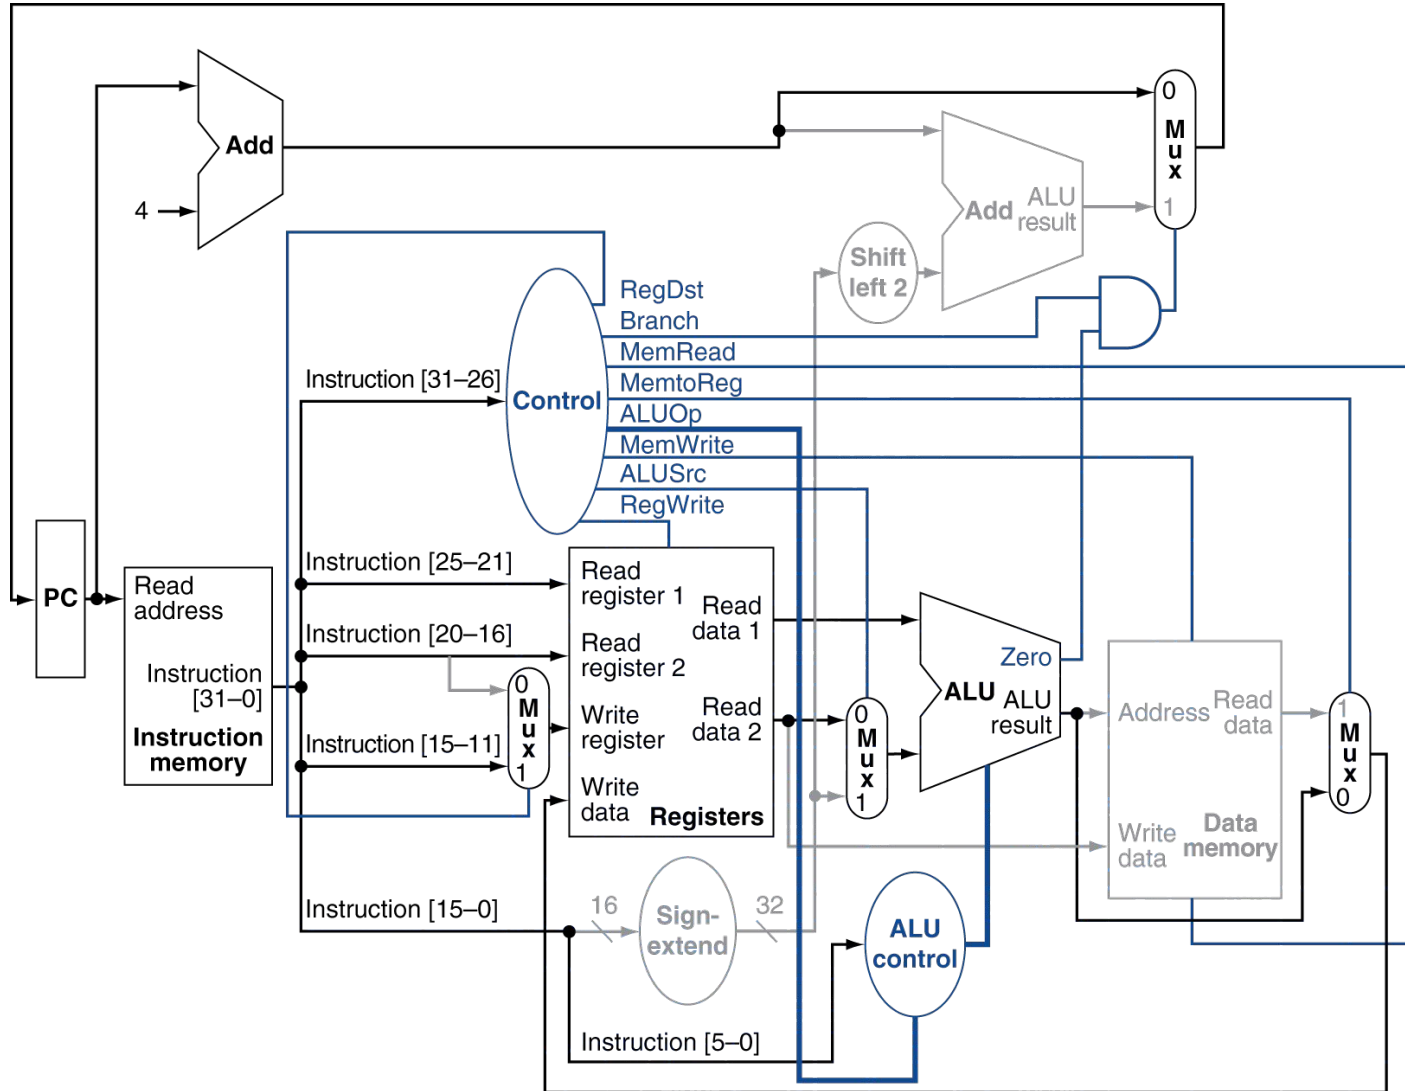 0
M
u
x
1
Add
4
Add
ALU
result
Shift
left 2
RegDst
Branch
MemRead
MemtoReg
ALUOp
MemWrite
ALUSrc
RegWrite
Instruction [31–26]
Control
Instruction [25–21]
Instruction [20–16]
Instruction [15–11]
Instruction [15–0]
Instruction [5–0]
PC
Read
address
Instruction
[31–0]
Instruction
memory
0
M
u
x
1
Read
register 1
Read
register 2
Write
register
Write
data
Read
data 1
Read
data 2
Registers
0
M
u
x
1
Zero
ALU
ALU
result
Address
Read
data
Write
data
Data
memory
1
M
u
x
0
16
Sign-
extend
32
ALU
control